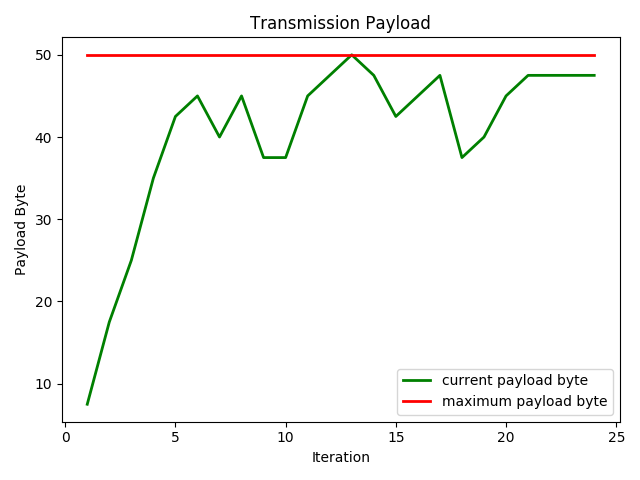 Transmission Payload
Payload Byte
50
40
30
20
10
0
5
10
15
20
25
Iteration
current payload byte
maximum payload byte